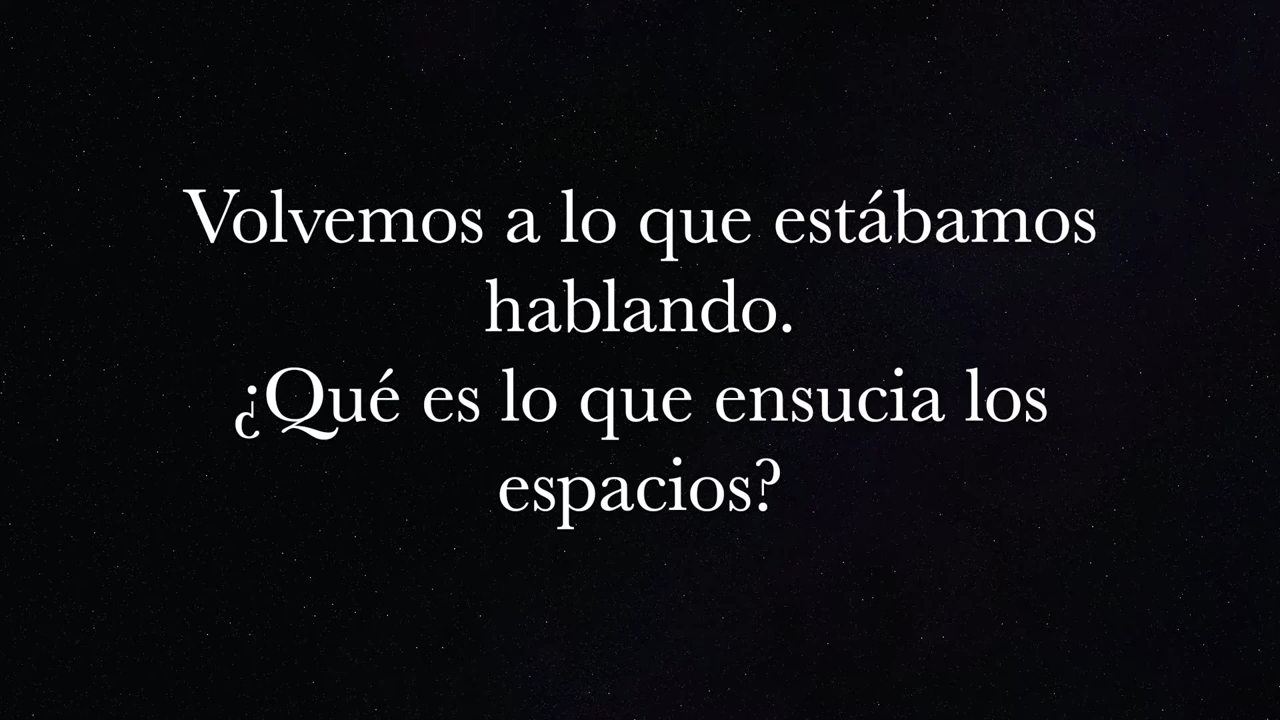 Volvemos a lo que estábamos
hablando.
¿Qué es lo que ensucia los
espacios?